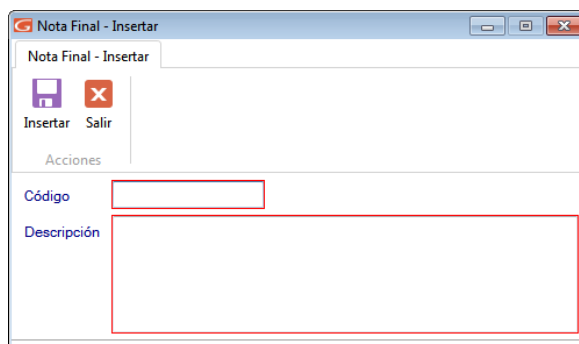 Nota Final - Insertar
Nota Final - Insertar
Insertar Salir
Acciones
Código
Descripción